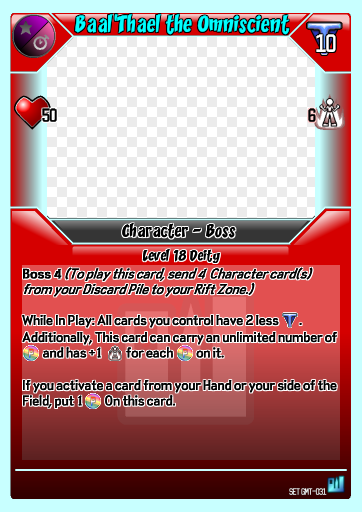 Baal'Thael the Omniscient
10
50
6
Character - Boss
Level 18 Deity
Boss 4 (To play this card, send 4 Character card(s)
from your Discard Pile to your Rift Zone.)
While In Play: All cards you control have 2 less .
Additionally, This card can carry an unlimited number of
and has +1 for each on it.
If you activate a card from your Hand or your side of the
Field, put 1 On this card.
SET GMT-031